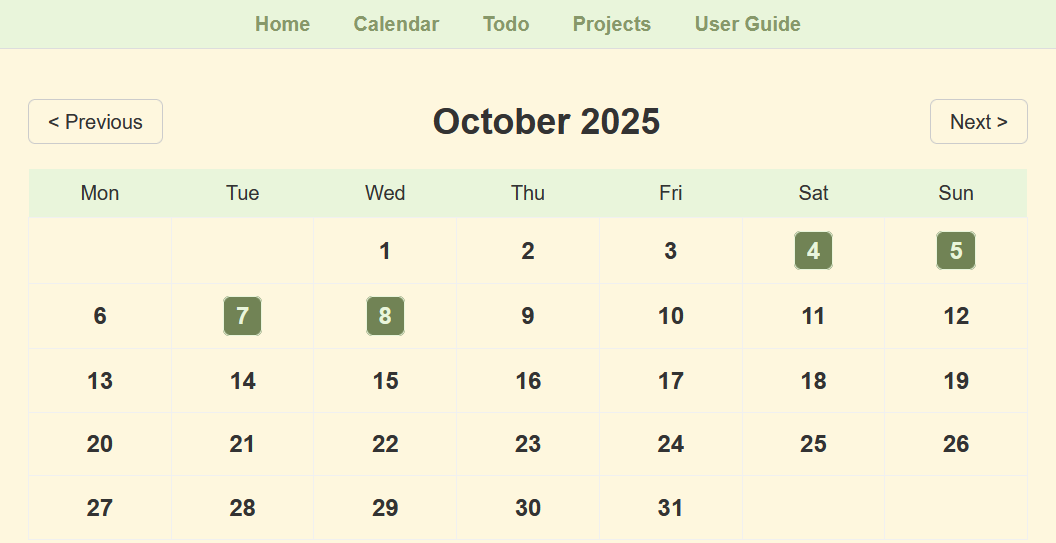 Home Calendar Todo Projects User Guide
< Previous October 2025 Next >
Mon Tue Wed Thu Fri Sat Sun
1 2 3 4 5
6 7 8 9 10 11 12
13 14 15 16 17 18 19
20 21 22 23 24 25 26
27 28 29 30 31